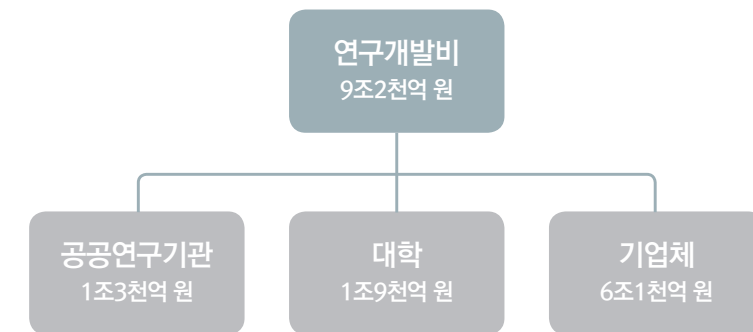 연구개발비
9조2천억 원
공공연구기관
1조3천억 원
대학
1조9천억 원
기업체
6조1천억 원